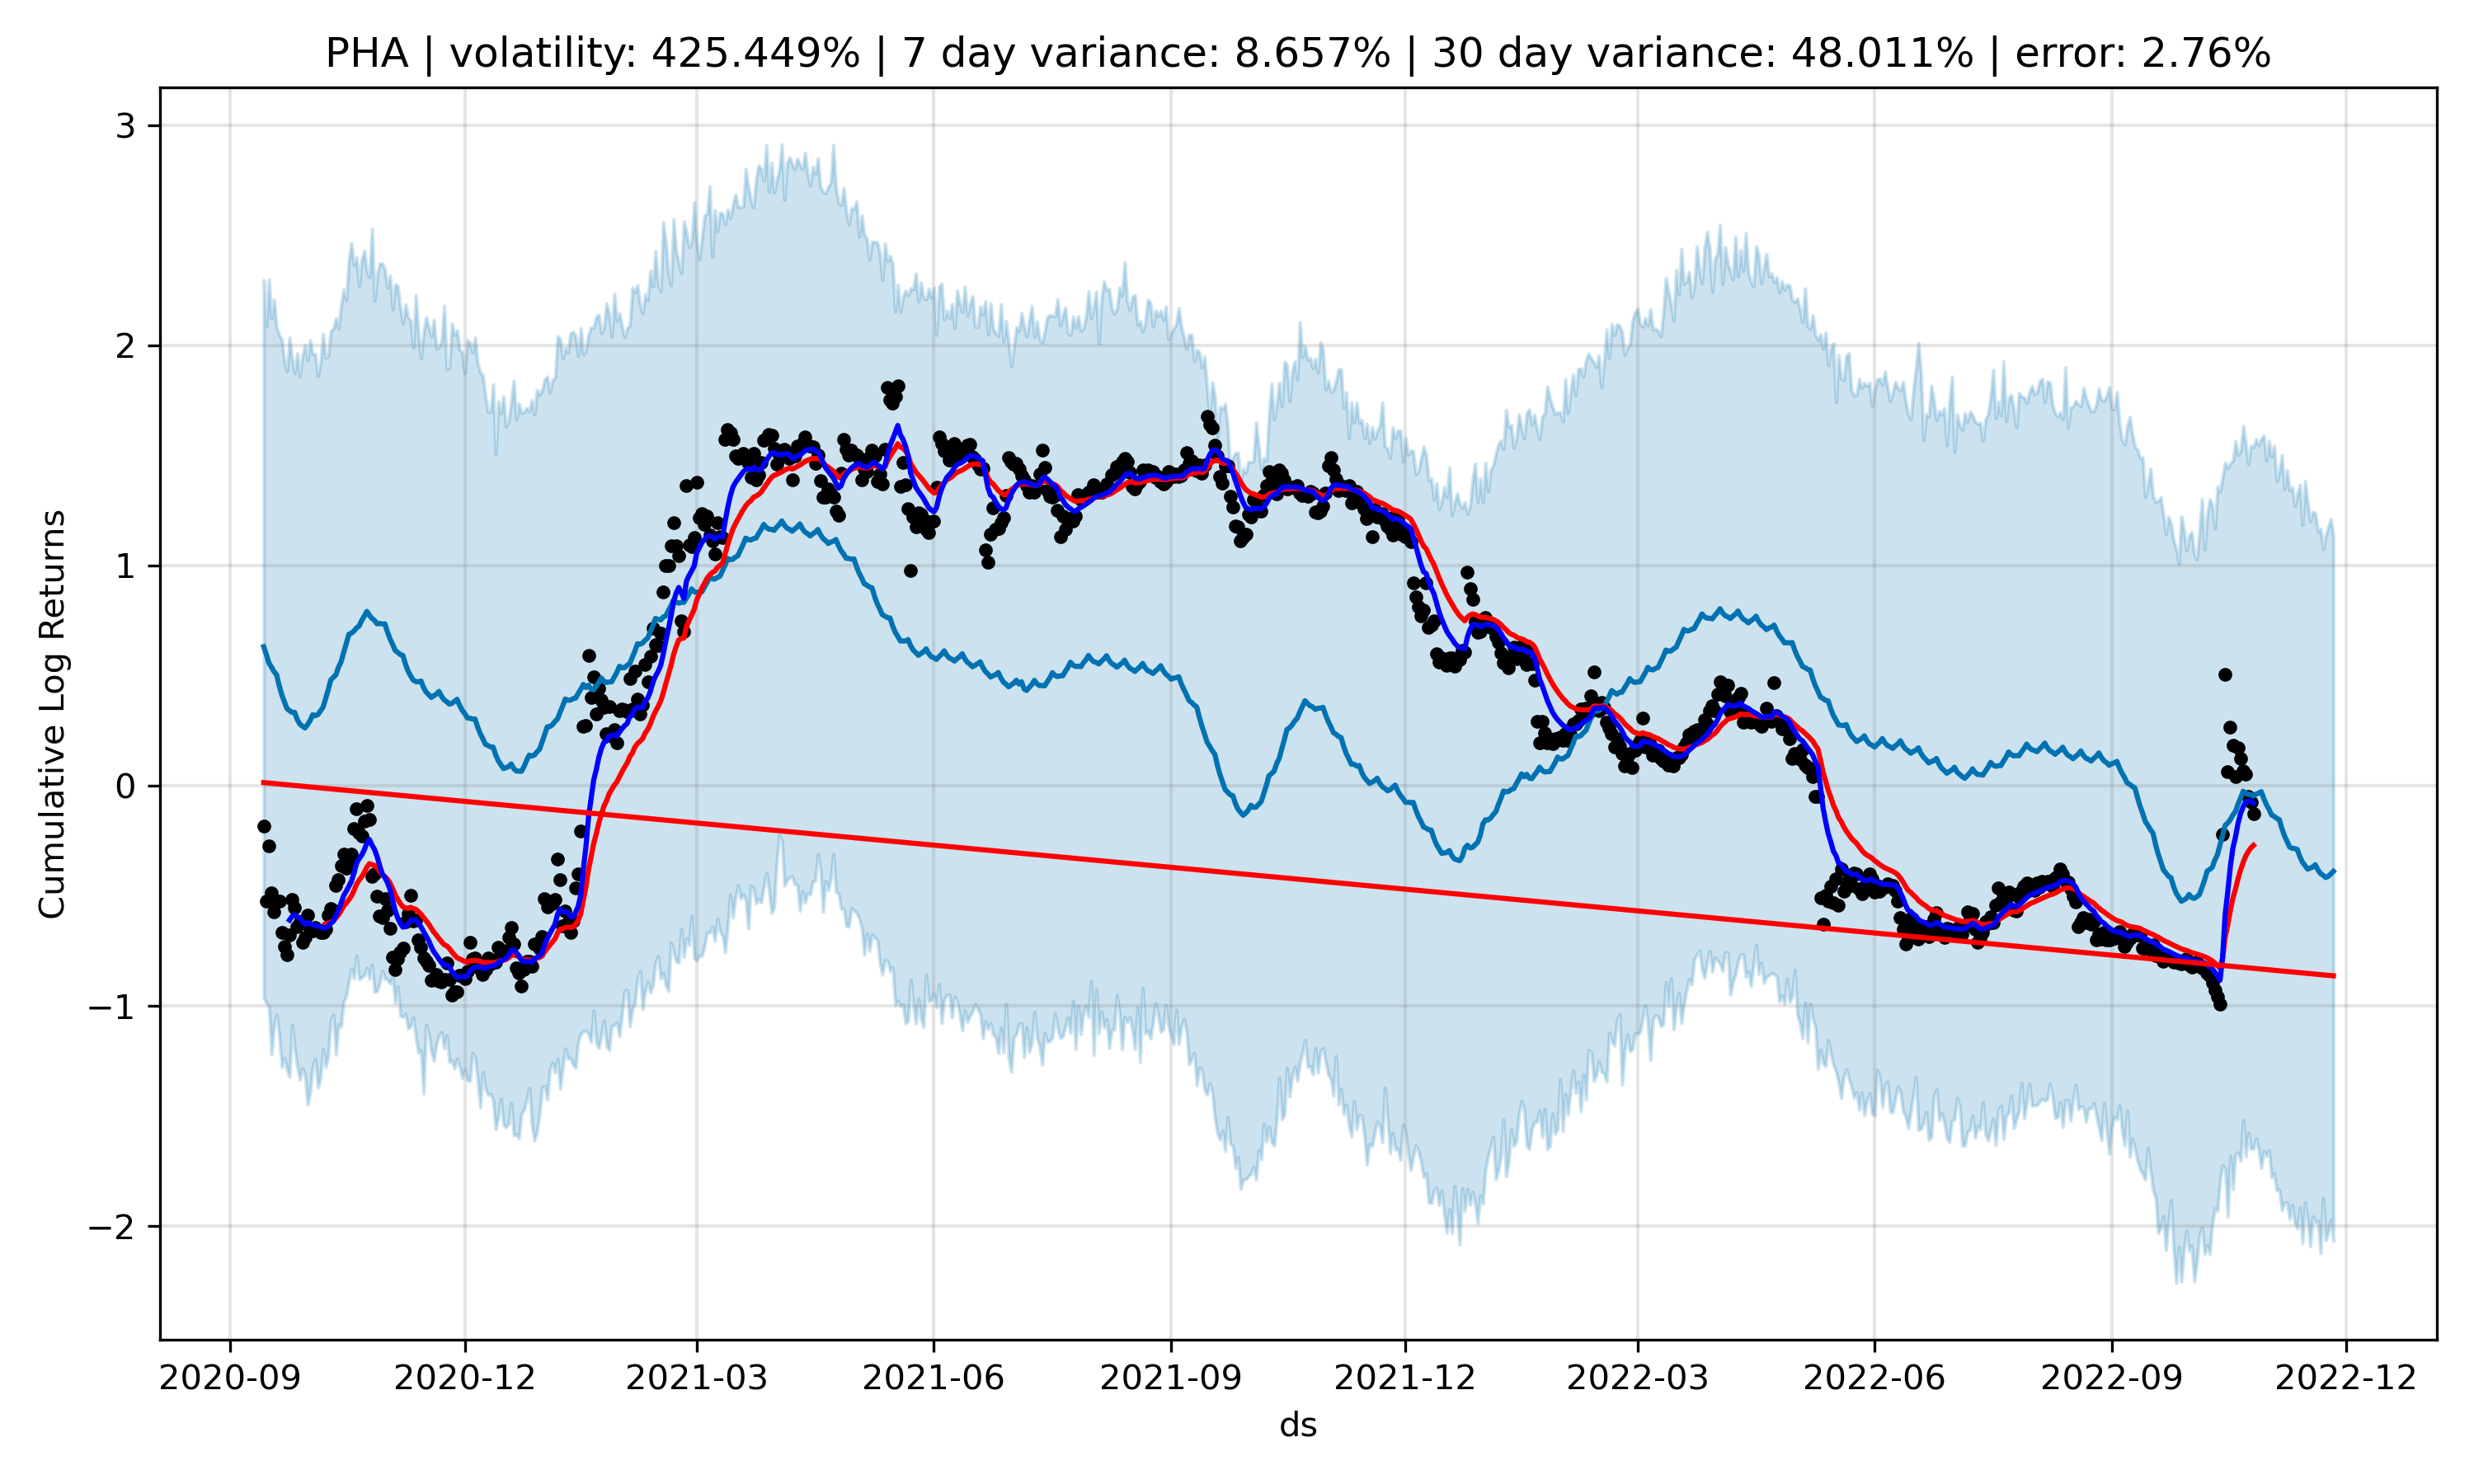 PHA | volatility: 425.449% | 7 day variance: 8.657% | 30 day variance: 48.011% | error: 2.76%
Cumulative Log Returns
3
2
1
0
−1
−2
2020-09 2020-12 2021-03 2021-06 2021-09 2021-12 2022-03 2022-06 2022-09 2022-12
ds